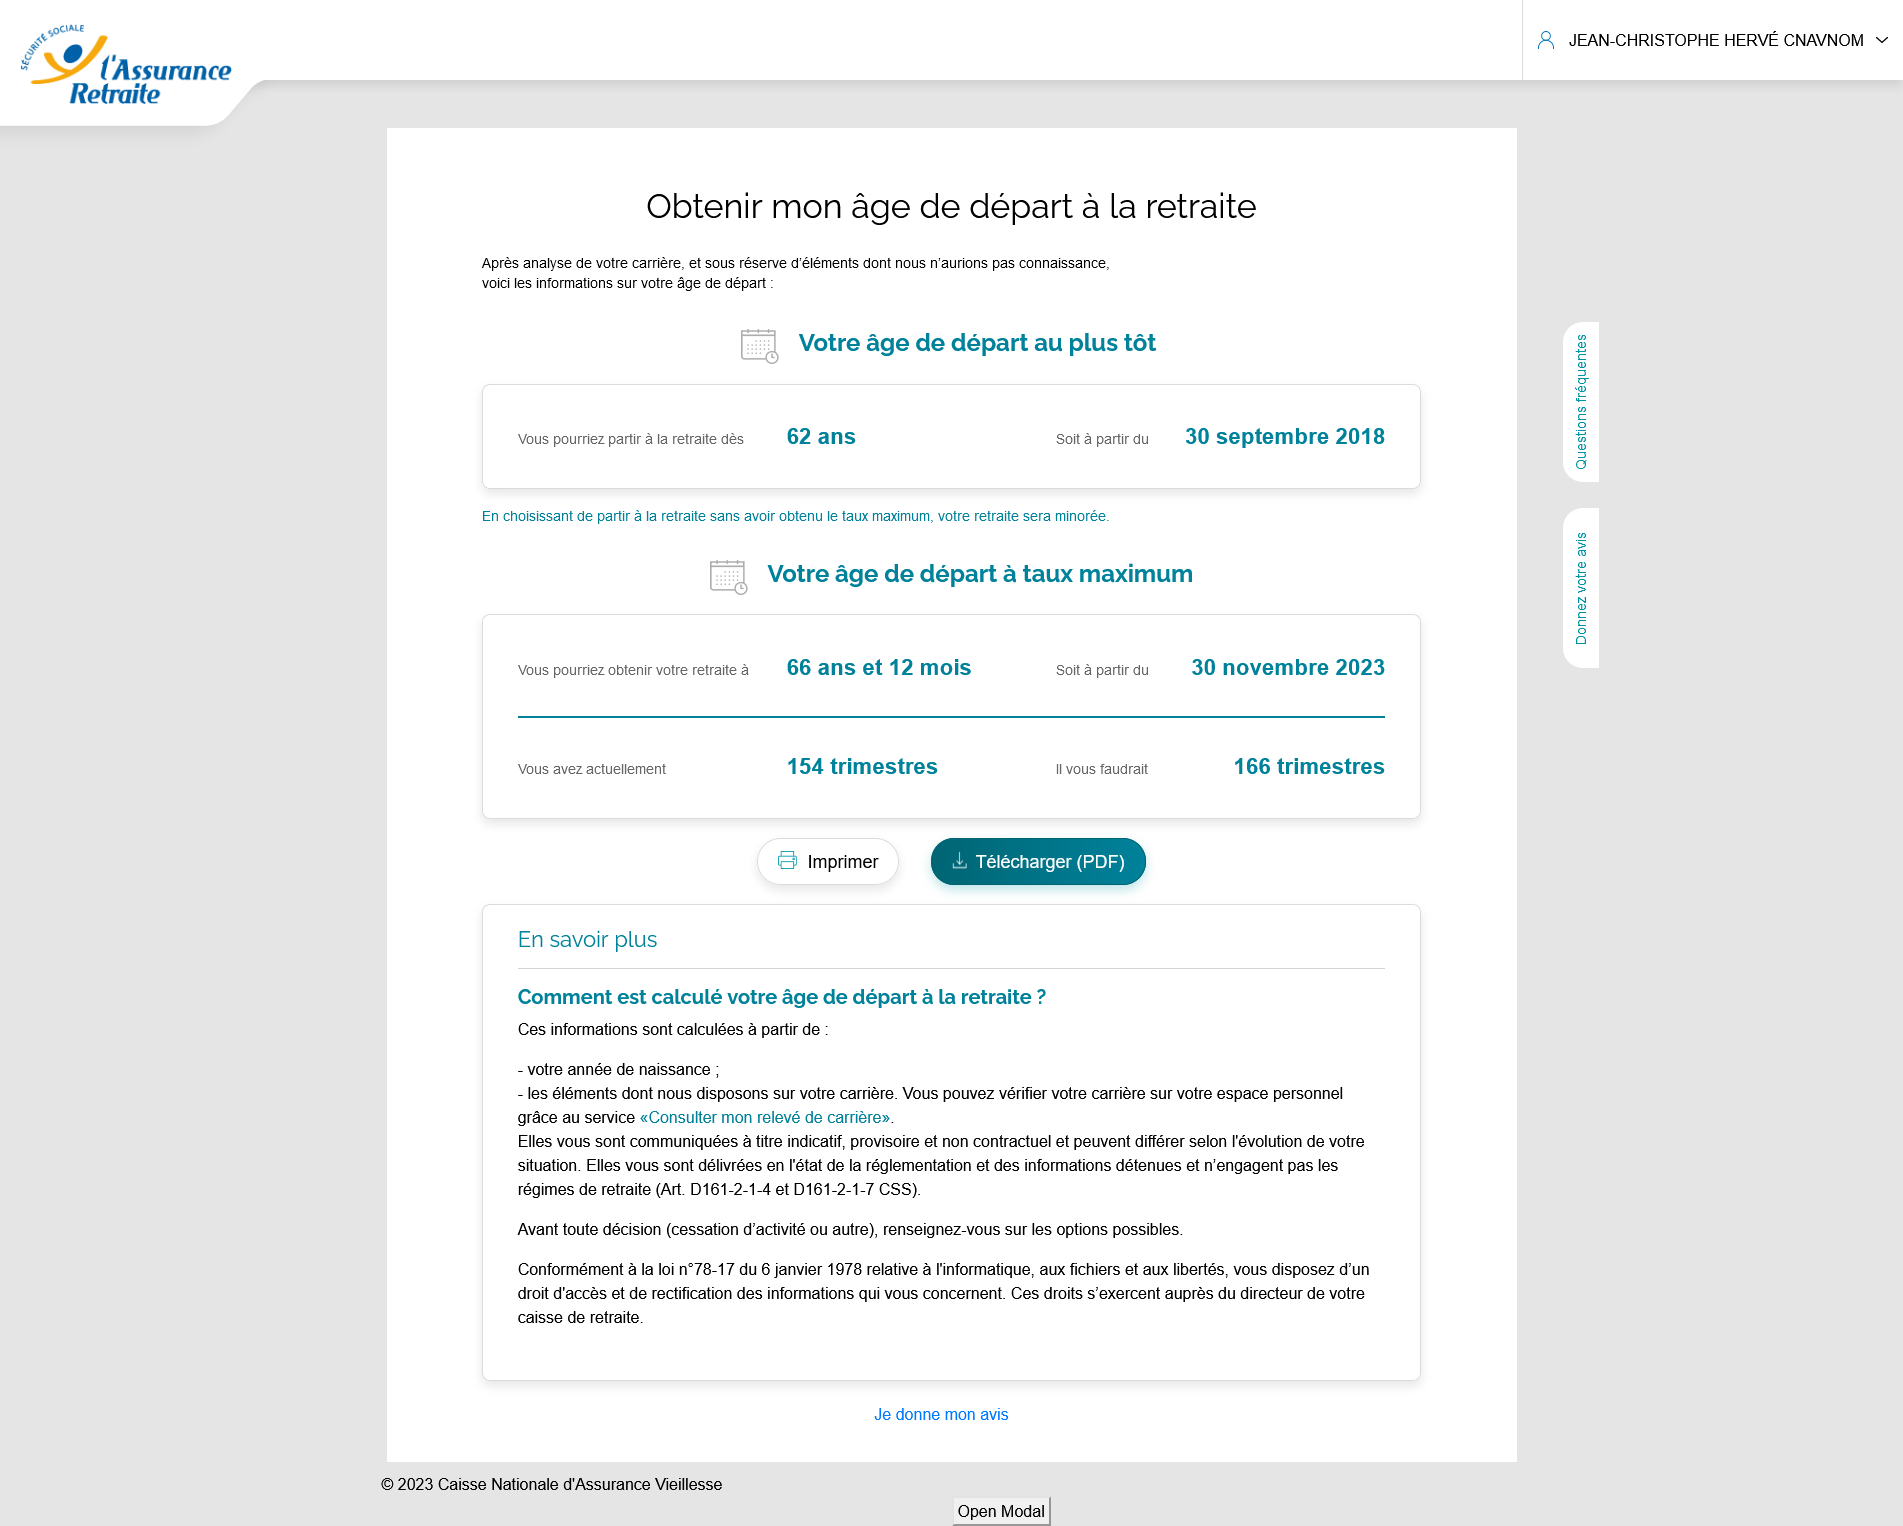 SÉCURITÉ SOCIALE
l'Assurance
Retraite
JEAN-CHRISTOPHE HERVÉ CNAVNOM
Obtenir mon âge de départ à la retraite
Après analyse de votre carrière, et sous réserve d’éléments dont nous n’aurions pas connaissance,
voici les informations sur votre âge de départ :
Votre âge de départ au plus tôt
Vous pourriez partir à la retraite dès 62 ans Soit à partir du 30 septembre 2018
En choisissant de partir à la retraite sans avoir obtenu le taux maximum, votre retraite sera minorée.
Votre âge de départ à taux maximum
Vous pourriez obtenir votre retraite à 66 ans et 12 mois Soit à partir du 30 novembre 2023
Vous avez actuellement 154 trimestres Il vous faudrait 166 trimestres
Imprimer Télécharger (PDF)
En savoir plus
Comment est calculé votre âge de départ à la retraite ?
Ces informations sont calculées à partir de :
- votre année de naissance ;
- les éléments dont nous disposons sur votre carrière. Vous pouvez vérifier votre carrière sur votre espace personnel
grâce au service «Consulter mon relevé de carrière».
Elles vous sont communiquées à titre indicatif, provisoire et non contractuel et peuvent différer selon l'évolution de votre
situation. Elles vous sont délivrées en l'état de la réglementation et des informations détenues et n’engagent pas les
régimes de retraite (Art. D161-2-1-4 et D161-2-1-7 CSS).
Avant toute décision (cessation d’activité ou autre), renseignez-vous sur les options possibles.
Conformément à la loi n°78-17 du 6 janvier 1978 relative à l'informatique, aux fichiers et aux libertés, vous disposez d’un
droit d'accès et de rectification des informations qui vous concernent. Ces droits s’exercent auprès du directeur de votre
caisse de retraite.
Je donne mon avis
Questions fréquentes
Donnez votre avis
© 2023 Caisse Nationale d'Assurance Vieillesse
Open Modal